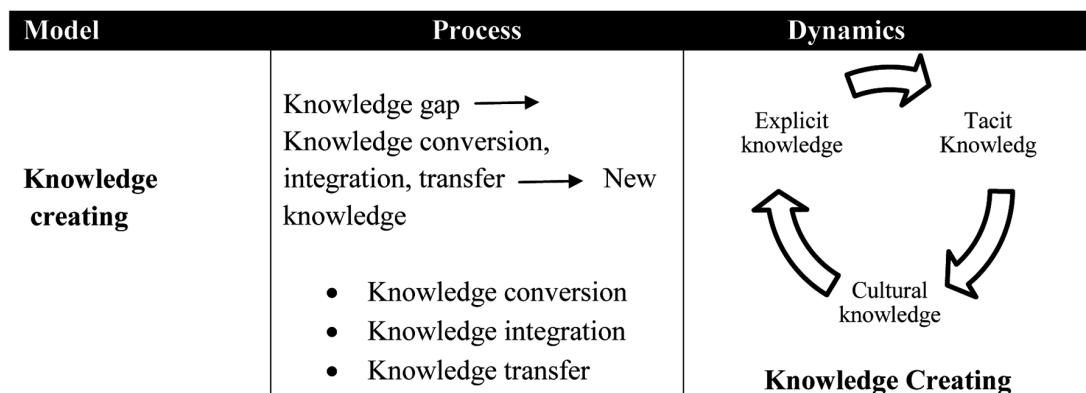 Model Process Dynamics
Knowledge
creating
Knowledge gap →
Knowledge conversion,
integration, transfer → New
knowledge
• Knowledge conversion
• Knowledge integration
• Knowledge transfer
Explicit
knowledge
Tacit
Knowledg
Cultural
knowledge
Knowledge Creating